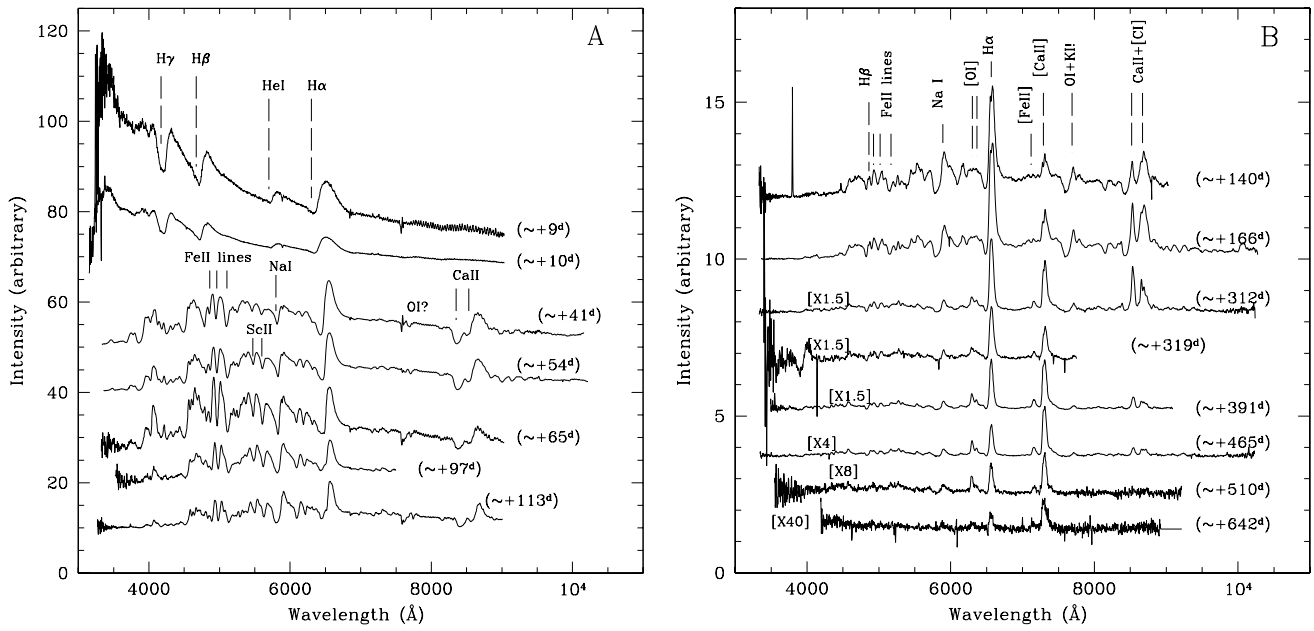 A
120
100
80
60
40
20
0
Intensity (arbitrary)
Hγ
Hβ
HeI
Hα
(~+9ᵈ)
(~+10ᵈ)
FeII lines
NaI
CaII
OI?
(~+41ᵈ)
ScII
(~+54ᵈ)
(~+65ᵈ)
(~+97ᵈ)
(~+113ᵈ)
4000 6000 8000 10⁴
Wavelength (Å)
B
15
10
5
0
Intensity (arbitrary)
Hβ
FeII lines
Na I
[OI]
Hα
[FeII]
[CaII]
OI+KI!
CaII+[CI]
(~+140ᵈ)
(~+166ᵈ)
[X1.5]
(~+312ᵈ)
[X1.5]
(~+319ᵈ)
[X1.5]
(~+391ᵈ)
[X4]
(~+465ᵈ)
[X8]
(~+510ᵈ)
[X40]
(~+642ᵈ)
4000 6000 8000 10⁴
Wavelength (Å)